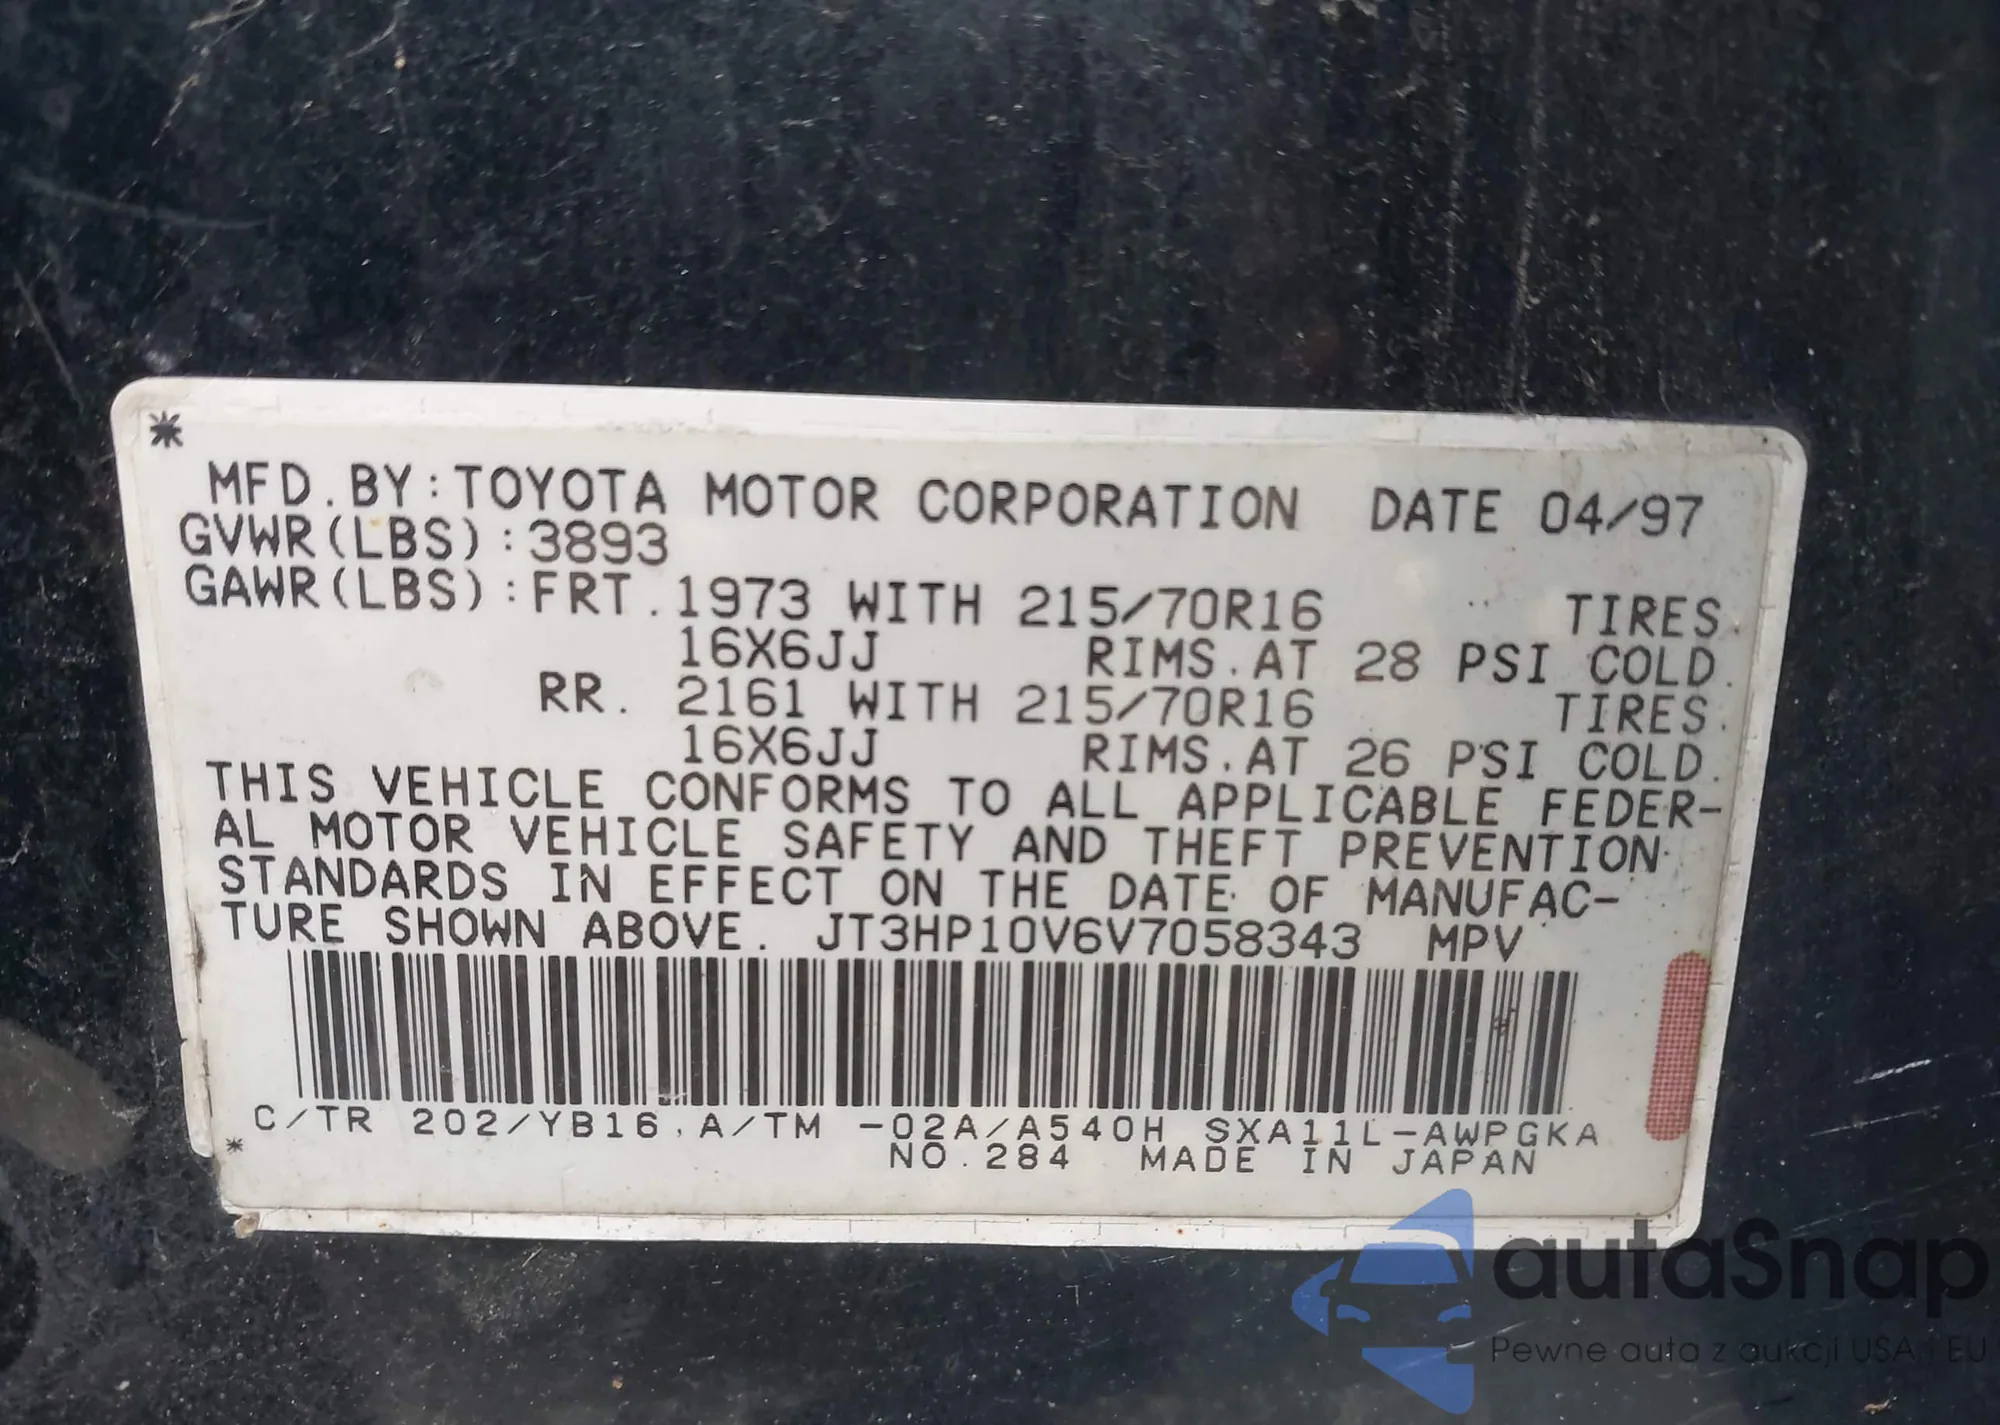 *
MFD.BY:TOYOTA MOTOR CORPORATION DATE 04/97
GVWR(LBS):3893
GAWR(LBS):FRT.1973 WITH 215/70R16 TIRES.
16X6JJ RIMS.AT 28 PSI COLD.
RR. 2161 WITH 215/70R16 TIRES.
16X6JJ RIMS.AT 26 PSI COLD.
THIS VEHICLE CONFORMS TO ALL APPLICABLE FEDER-
AL MOTOR VEHICLE SAFETY AND THEFT PREVENTION
STANDARDS IN EFFECT ON THE DATE OF MANUFAC-
TURE SHOWN ABOVE. JT3HP10V6V7058343 MPV
C/TR 202/YB16.A/TM -02A/A540H SXA11L-AWPGKA
* NO.284 MADE IN JAPAN
autaSnap
Pewne auta z aukcji USA i EU